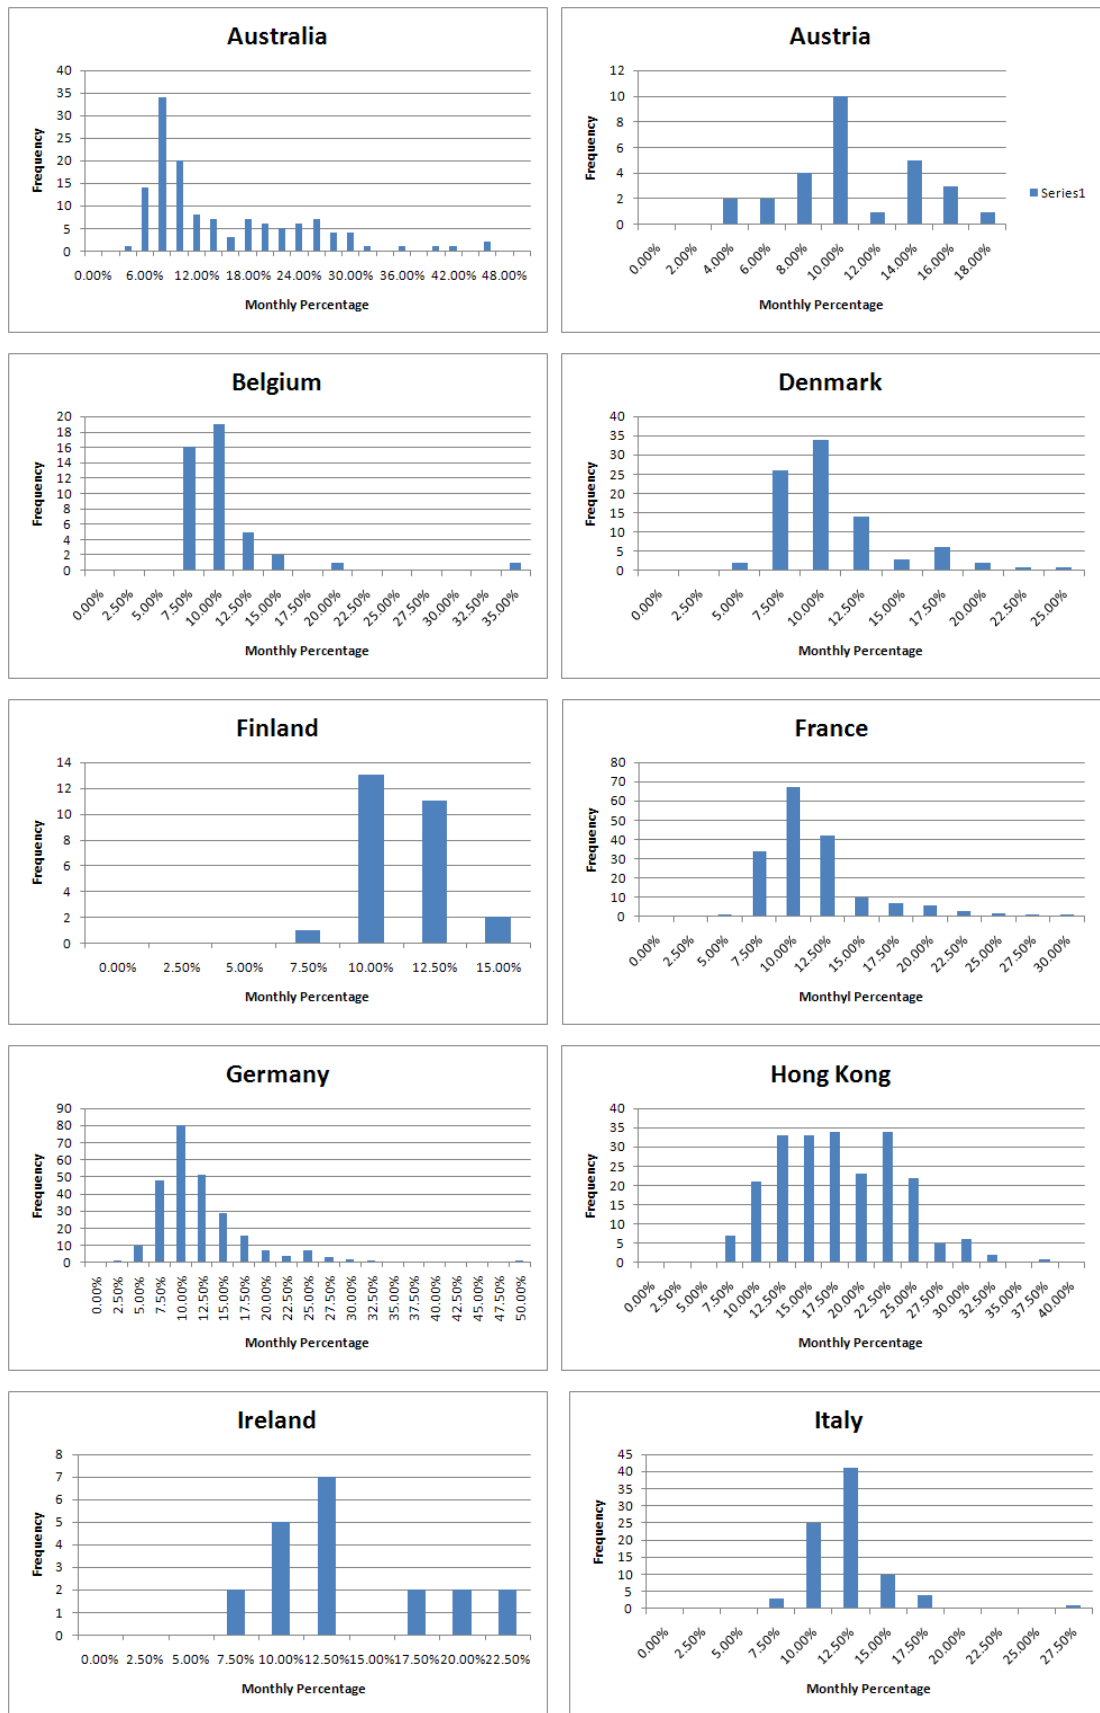 Australia
40
35
30
25
20
15
10
5
0
Frequency
0.00% 6.00% 12.00% 18.00% 24.00% 30.00% 36.00% 42.00% 48.00%
Monthly Percentage
Austria
12
10
8
6
4
2
0
Frequency
Series1
0.00% 2.00% 4.00% 6.00% 8.00% 10.00% 12.00% 14.00% 16.00% 18.00%
Monthly Percentage
Belgium
20
18
16
14
12
10
8
6
4
2
0
Frequency
0.00% 2.50% 5.00% 7.50% 10.00% 12.50% 15.00% 17.50% 20.00% 22.50% 25.00% 27.50% 30.00% 32.50% 35.00%
Monthly Percentage
Denmark
40
35
30
25
20
15
10
5
0
Frequency
0.00% 2.50% 5.00% 7.50% 10.00% 12.50% 15.00% 17.50% 20.00% 22.50% 25.00%
Monthly Percentage
Finland
14
12
10
8
6
4
2
0
Frequency
0.00% 2.50% 5.00% 7.50% 10.00% 12.50% 15.00%
Monthly Percentage
France
80
70
60
50
40
30
20
10
0
Frequency
0.00% 2.50% 5.00% 7.50% 10.00% 12.50% 15.00% 17.50% 20.00% 22.50% 25.00% 27.50% 30.00%
Monthyl Percentage
Germany
90
80
70
60
50
40
30
20
10
0
Frequency
0.00% 2.50% 5.00% 7.50% 10.00% 12.50% 15.00% 17.50% 20.00% 22.50% 25.00% 27.50% 30.00% 32.50% 35.00% 37.50% 40.00% 42.50% 45.00% 47.50% 50.00%
Monthly Percentage
Hong Kong
40
35
30
25
20
15
10
5
0
Frequency
0.00% 2.50% 5.00% 7.50% 10.00% 12.50% 15.00% 17.50% 20.00% 22.50% 25.00% 27.50% 30.00% 32.50% 35.00% 37.50% 40.00%
Monthly Percentage
Ireland
8
7
6
5
4
3
2
1
0
Frequency
0.00% 2.50% 5.00% 7.50% 10.00% 12.50% 15.00% 17.50% 20.00% 22.50%
Monthly Percentage
Italy
45
40
35
30
25
20
15
10
5
0
Frequency
0.00% 2.50% 5.00% 7.50% 10.00% 12.50% 15.00% 17.50% 20.00% 22.50% 25.00% 27.50%
Monthly Percentage